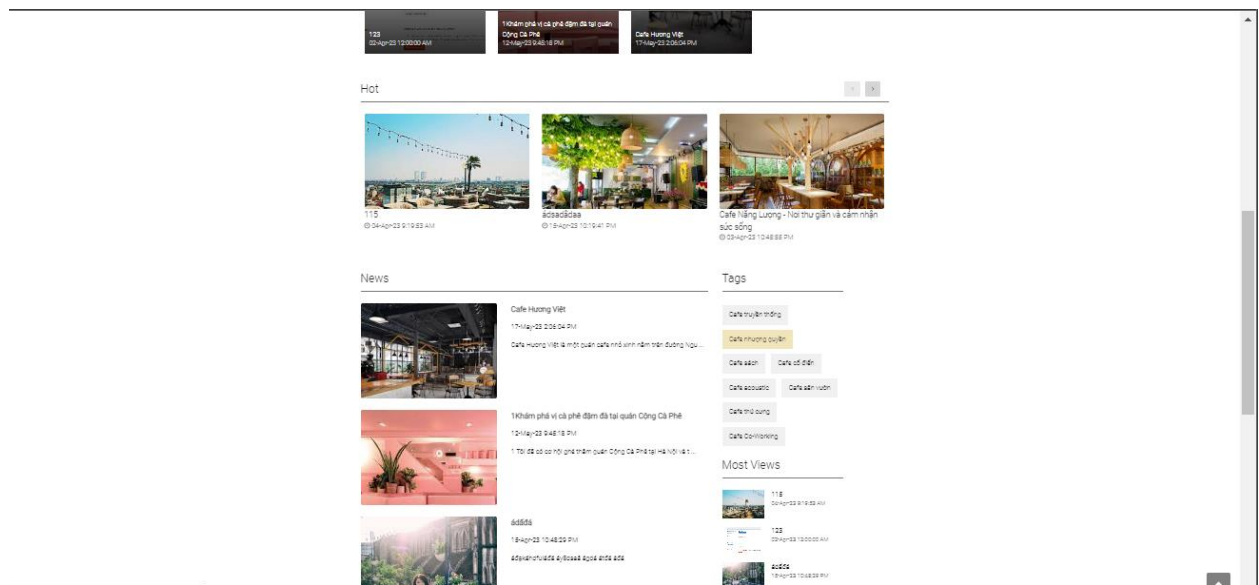 123
02-Apr-23 12:00:00 AM
1Khám phá vị cà phê đậm đà tại quán
Cộng Cà Phê
12-May-23 9:48:18 PM
Cafe Hương Việt
17-May-23 2:06:04 PM
Hot
115
04-Apr-23 9:19:53 AM
ádsadâdaa
15-Apr-23 10:19:41 PM
Cafe Năng Lượng - Nơi thư giãn và cảm nhận
sức sống
03-Apr-23 10:48:58 PM
News
Cafe Hương Việt
17-May-23 2:06:04 PM
Cafe Hương Việt là một quán cafe nhỏ xinh nằm trên đường Ngu ...
1Khám phá vị cà phê đậm đà tại quán Cộng Cà Phê
12-May-23 9:48:18 PM
1 Tôi đã có cơ hội ghé thăm quán Cộng Cà Phê tại Hà Nội và t ...
ádấđá
15-Apr-23 10:48:39 PM
Tags
Cafe truyền thống
Cafe nhượng quyền
Cafe sách
Cafe cổ điển
Cafe acoustic
Cafe sân vườn
Cafe thú cưng
Cafe Co-Working
Most Views
115
04-Apr-23 9:19:53 AM
123
02-Apr-23 12:00:00 AM
ádấđá
15-Apr-23 10:48:39 PM